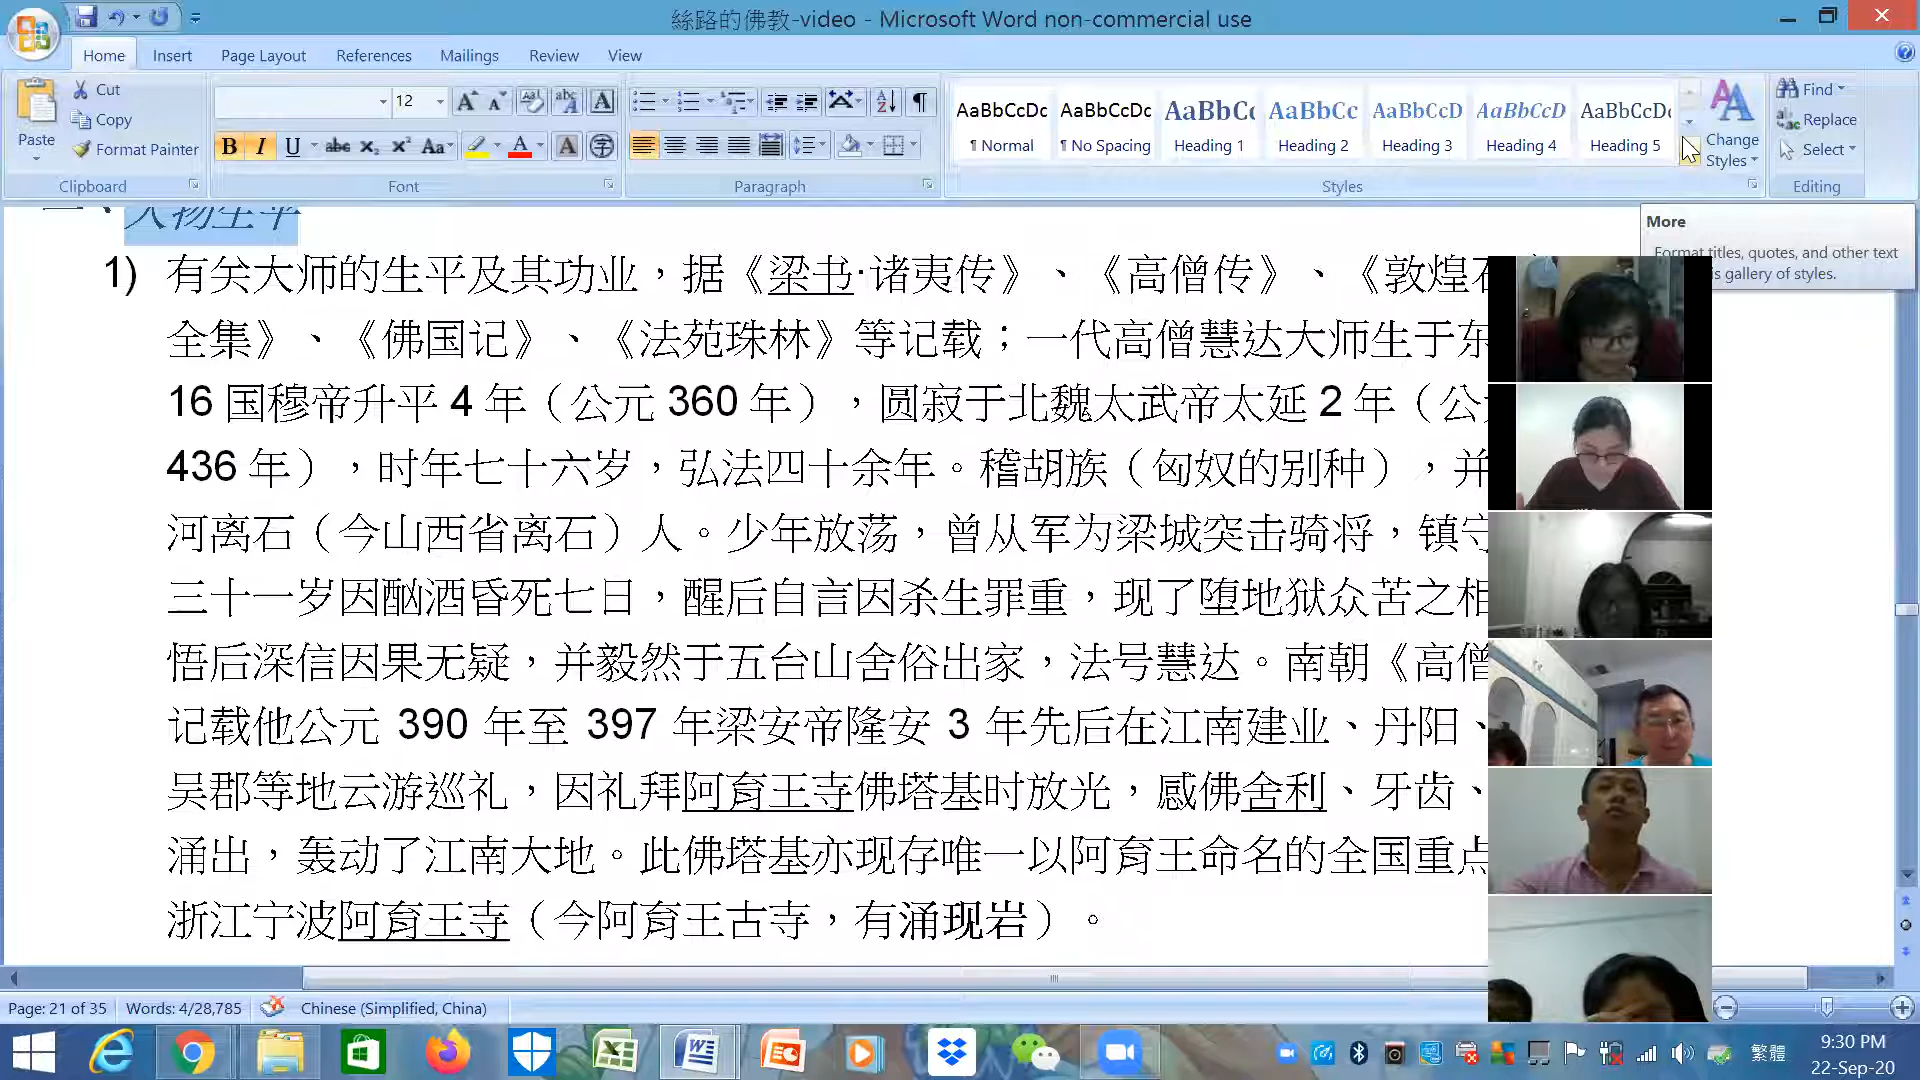 絲路的佛教-video - Microsoft Word non-commercial use
Home Insert Page Layout References Mailings Review View
Paste
Cut
Copy
Format Painter
Clipboard
12
Font
Paragraph
AaBbCcDc AaBbCcDc AaBbCc AaBbCc AaBbCcD AaBbCcD AaBbCcDc
¶ Normal ¶ No Spacing Heading 1 Heading 2 Heading 3 Heading 4 Heading 5
Change Styles
Styles
Find
Replace
Select
Editing
More
Format titles, quotes, and other text
gallery of styles.
人物生平
1) 有关大师的生平及其功业，据《梁书·诸夷传》、《高僧传》、《敦煌
全集》、《佛国记》、《法苑珠林》等记载；一代高僧慧达大师生于东
16 国穆帝升平 4 年（公元 360 年），圆寂于北魏太武帝太延 2 年（公
436 年），时年七十六岁，弘法四十余年。稽胡族（匈奴的别种），并
河离石（今山西省离石）人。少年放荡，曾从军为梁城突击骑将，镇守
三十一岁因酗酒昏死七日，醒后自言因杀生罪重，现了堕地狱众苦之相
悟后深信因果无疑，并毅然于五台山舍俗出家，法号慧达。南朝《高僧
记载他公元 390 年至 397 年梁安帝隆安 3 年先后在江南建业、丹阳、
吴郡等地云游巡礼，因礼拜阿育王寺佛塔基时放光，感佛舍利、牙齿、
涌出，轰动了江南大地。此佛塔基亦现存唯一以阿育王命名的全国重点
浙江宁波阿育王寺（今阿育王古寺，有涌现岩）。
Page: 21 of 35 Words: 4/28,785 Chinese (Simplified, China)
繁體
9:30 PM
22-Sep-20